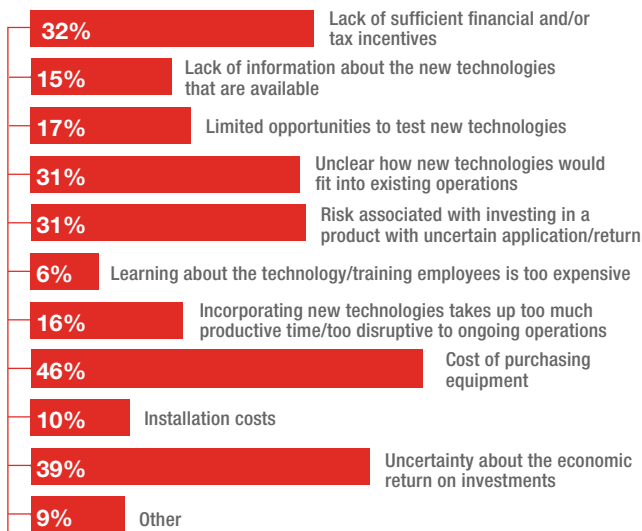 32%
Lack of sufficient financial and/or
tax incentives
15%
Lack of information about the new technologies
that are available
17%
Limited opportunities to test new technologies
31%
Unclear how new technologies would
fit into existing operations
31%
Risk associated with investing in a
product with uncertain application/return
6%
Learning about the technology/training employees is too expensive
16%
Incorporating new technologies takes up too much
productive time/too disruptive to ongoing operations
46%
Cost of purchasing
equipment
10%
Installation costs
39%
Uncertainty about the economic
return on investments
9%
Other